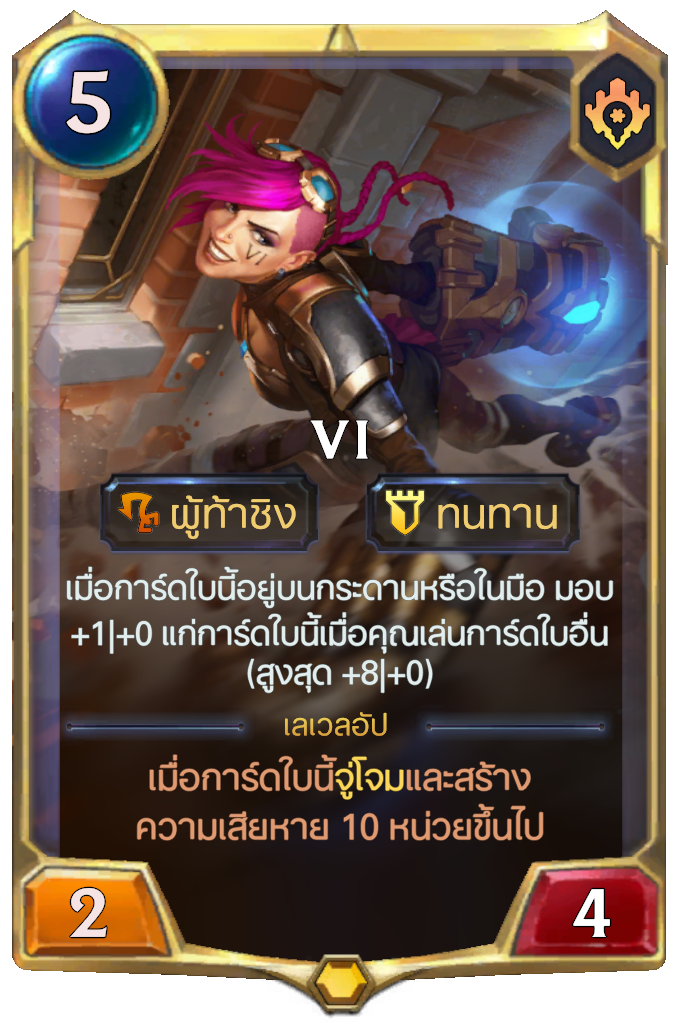 5
VI
VI
ผู้ท้าชิง
ทนทาน
เมื่อการ์ดใบนี้อยู่บนกระดานหรือในมือ มอบ
+1|+0 แก่การ์ดใบนี้เมื่อคุณเล่นการ์ดใบอื่น
(สูงสุด +8|+0)
เลเวลอัป
เมื่อการ์ดใบนี้จู่โจมและสร้าง
ความเสียหาย 10 หน่วยขึ้นไป
2
4